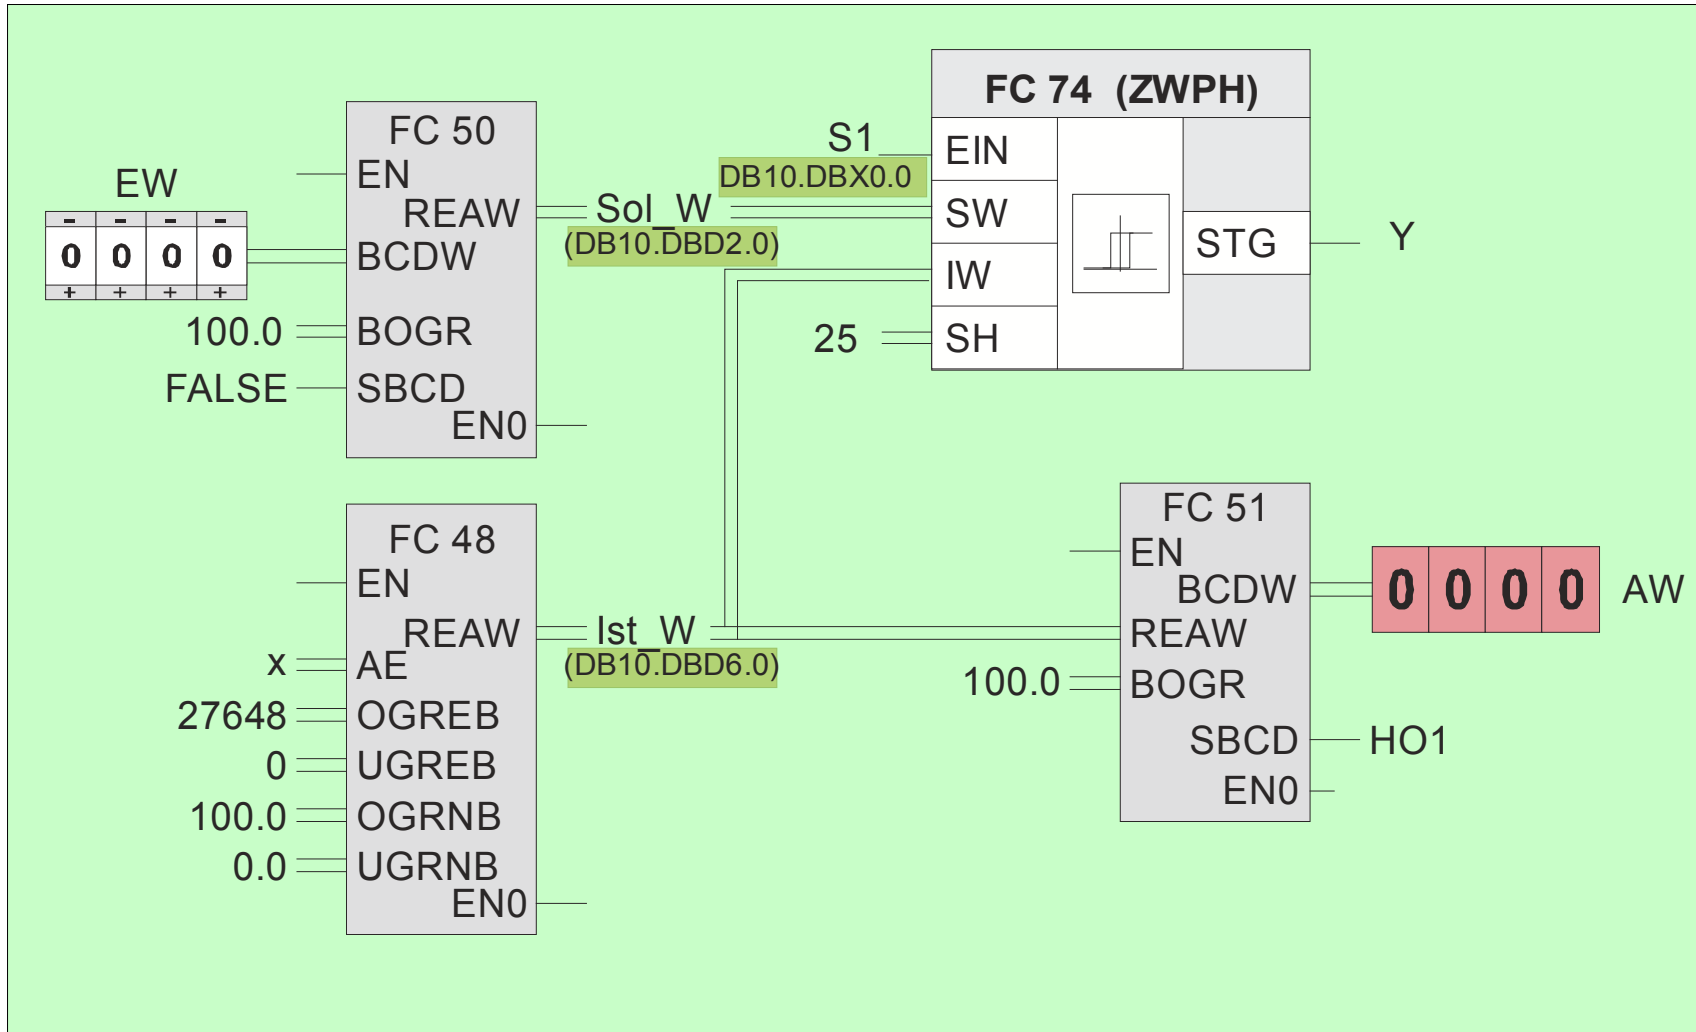 FC 50
EN
REAW
EW
- - - -
0 0 0 0
+ + + +
BCDW
100.0 BOGR
FALSE SBCD
EN0
Sol_W
(DB10.DBD2.0)
FC 74 (ZWPH)
S1
DB10.DBX0.0
EIN
SW
IW
25 SH
STG
Y
FC 48
EN
REAW
x AE
27648 OGREB
0 UGREB
100.0 OGRNB
0.0 UGRNB
EN0
Ist_W
(DB10.DBD6.0)
FC 51
EN
BCDW
0 0 0 0 AW
REAW
100.0 BOGR
SBCD HO1
EN0